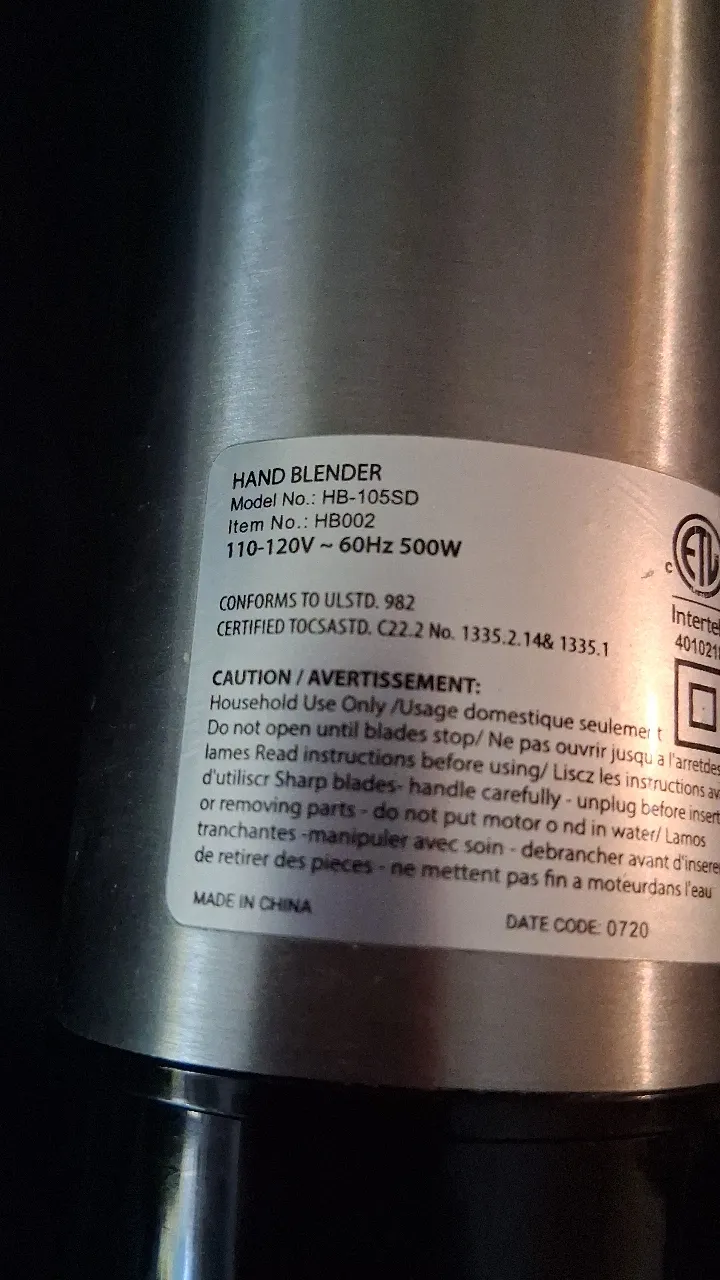 HAND BLENDER
Model No.: HB-105SD
Item No.: HB002
110-120V ~ 60Hz 500W
CONFORMS TO ULSTD. 982
CERTIFIED TOCSASTD. C22.2 No. 1335.2.14& 1335.1
c ETL
Intertek
401021
CAUTION / AVERTISSEMENT:
Household Use Only /Usage domestique seulemer t
Do not open until blades stop/ Ne pas ouvrir jusqu a l'arretdes
lames Read instructions before using/ Liscz les instructions av
d'utiliscr Sharp blades- handle carefully - unplug before insert
or removing parts - do not put motor o nd in water/ Lamos
tranchantes -manipuler avec soin - debrancher avant d'insere
de retirer des pieces - ne mettent pas fin a moteurdans l'eau
MADE IN CHINA
DATE CODE: 0720